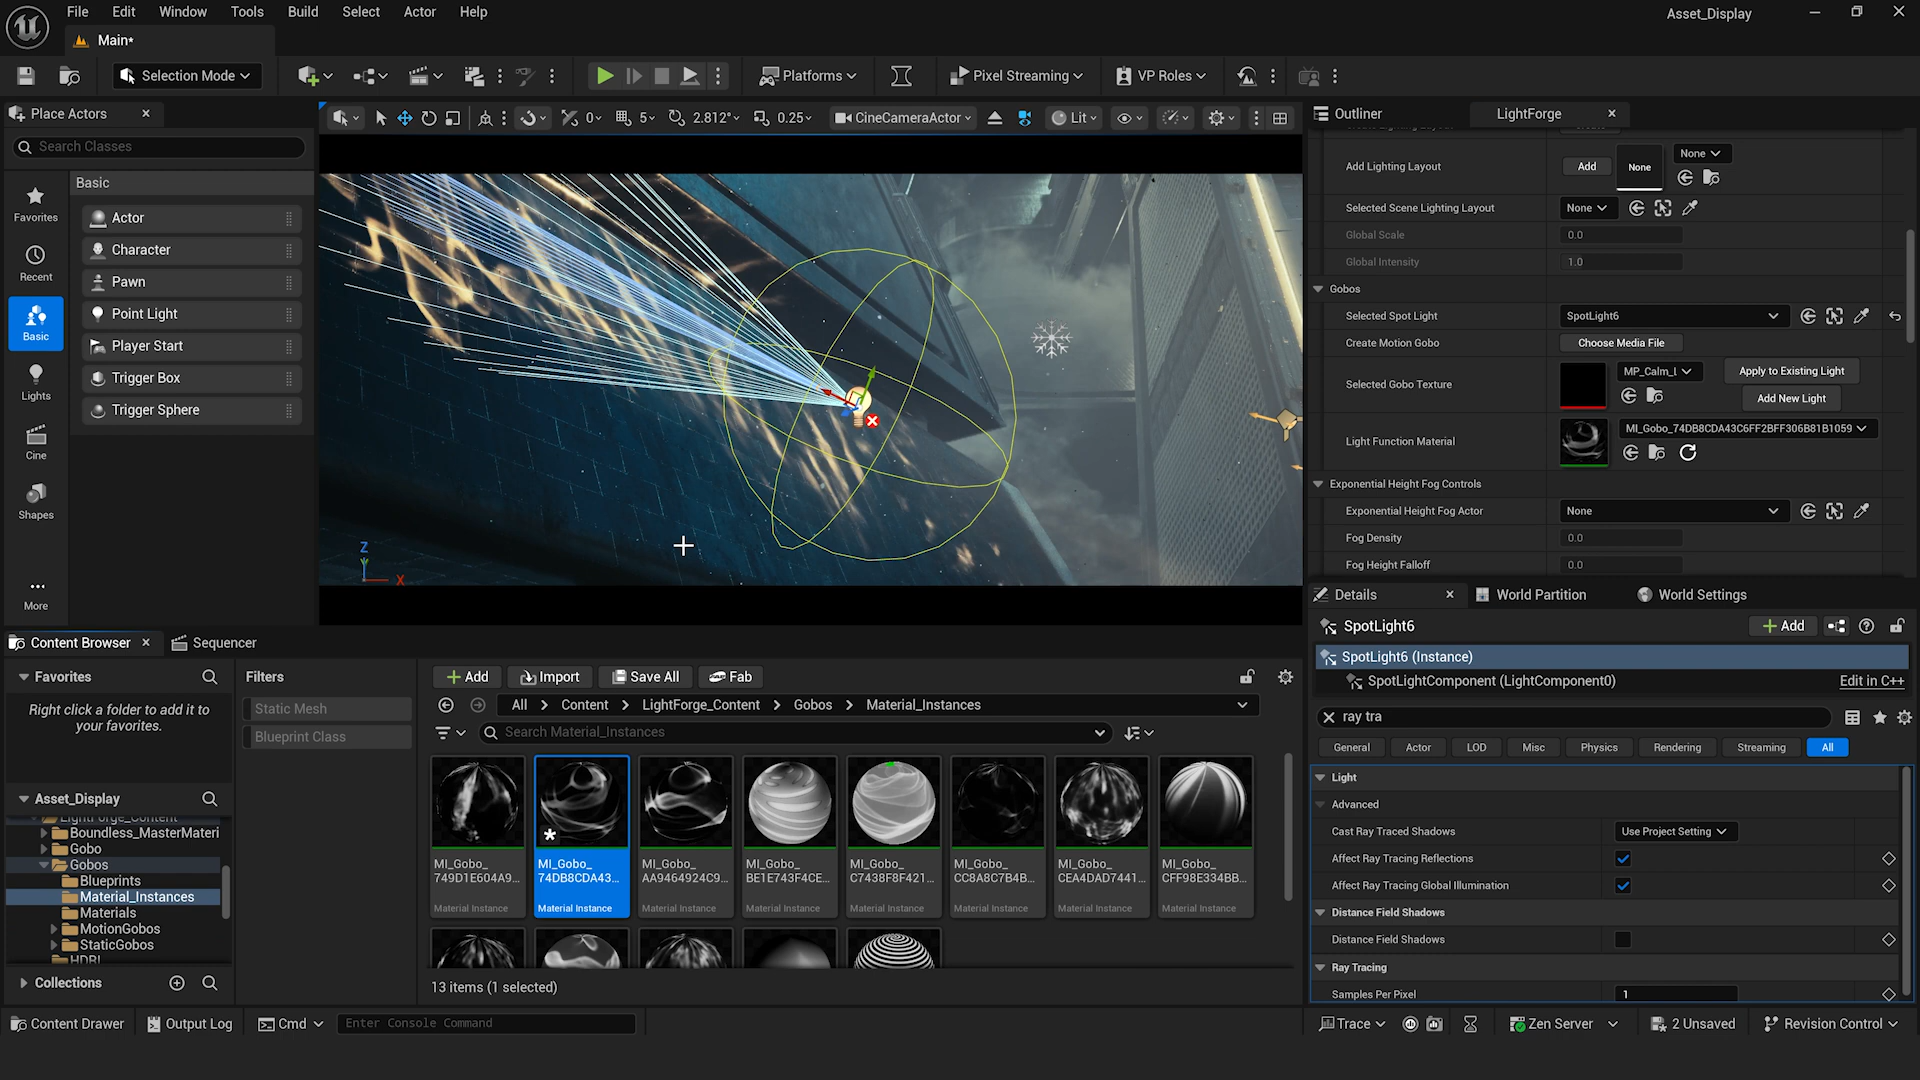 File Edit Window Tools Build Select Actor Help
Asset_Display
Main*
Selection Mode
Platforms
Pixel Streaming
VP Roles
Place Actors
Search Classes
Favorites
Recent
Basic
Lights
Cine
Shapes
More
Basic
Actor
Character
Pawn
Point Light
Player Start
Trigger Box
Trigger Sphere
0 5 2.812° 0.25 CineCameraActor Lit
Z
X
Outliner LightForge
Add Lighting Layout Add None None
Selected Scene Lighting Layout None
Global Scale 0.0
Global Intensity 1.0
Gobos
Selected Spot Light SpotLight6
Create Motion Gobo Choose Media File
Selected Gobo Texture MP_Calm_L Apply to Existing Light
Add New Light
Light Function Material MI_Gobo_74DB8CDA43C6FF2BFF306B81B1059
Exponential Height Fog Controls
Exponential Height Fog Actor None
Fog Density 0.0
Fog Height Falloff 0.0
Details World Partition World Settings
SpotLight6 Add
SpotLight6 (Instance)
SpotLightComponent (LightComponent0) Edit in C++
ray tra
General Actor LOD Misc Physics Rendering Streaming All
Light
Advanced
Cast Ray Traced Shadows Use Project Setting
Affect Ray Tracing Reflections
Affect Ray Tracing Global Illumination
Distance Field Shadows
Distance Field Shadows
Ray Tracing
Samples Per Pixel 1
Content Browser Sequencer
Favorites
Right click a folder to add it to
your favorites.
Asset_Display
LightForge_Content
Boundless_MasterMateri
Gobo
Gobos
Blueprints
Material_Instances
Materials
MotionGobos
StaticGobos
HDRI
Collections
Filters
Static Mesh
Blueprint Class
Add Import Save All Fab
All Content LightForge_Content Gobos Material_Instances
Search Material_Instances
MI_Gobo_
749D1E604A9...
Material Instance
MI_Gobo_
74DB8CDA43...
Material Instance
MI_Gobo_
AA9464924C9...
Material Instance
MI_Gobo_
BE1E743F4CE...
Material Instance
MI_Gobo_
C7438F8F421...
Material Instance
MI_Gobo_
CC8A8C7B4B...
Material Instance
MI_Gobo_
CEA4DAD7441...
Material Instance
MI_Gobo_
CFF98E334BB...
Material Instance
13 items (1 selected)
Content Drawer Output Log Cmd Enter Console Command
Trace Zen Server 2 Unsaved Revision Control